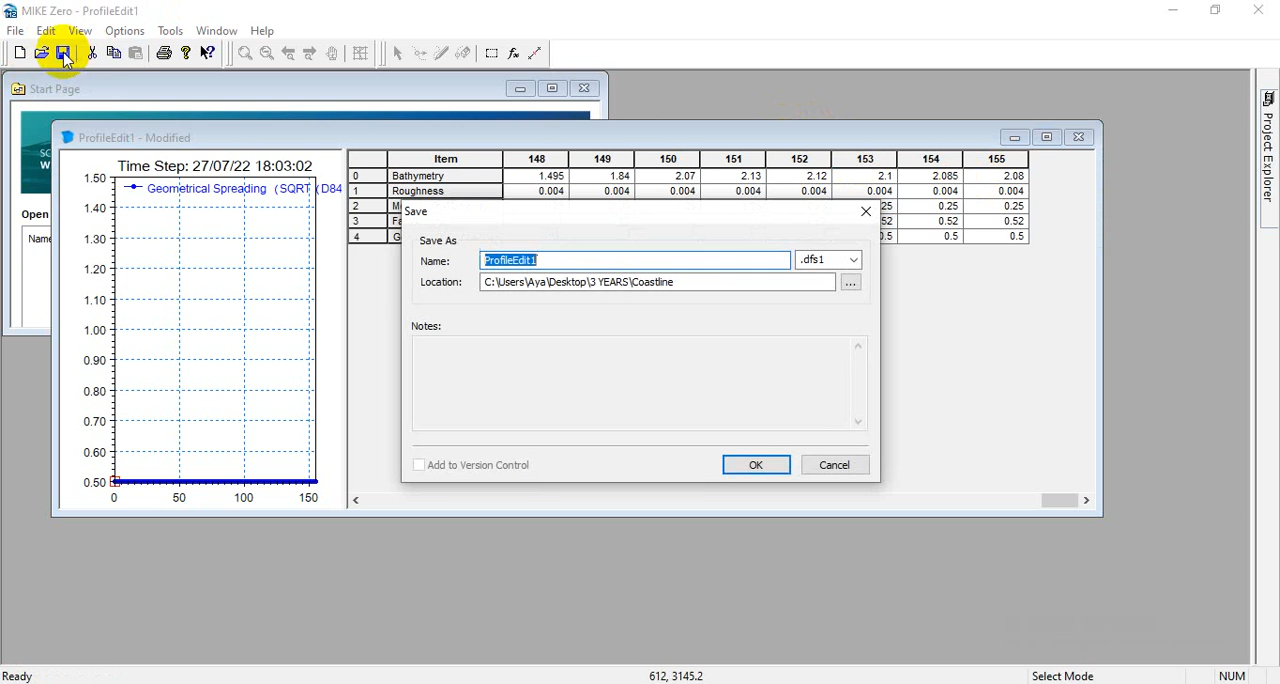 MIKE Zero - ProfileEdit1
File Edit View Options Tools Window Help
Start Page
ProfileEdit1 - Modified
SC
W
Open
Name
Time Step: 27/07/22 18:03:02
Geometrical Spreading (SQRT (D84
1.50
1.40
1.30
1.20
1.10
1.00
0.90
0.80
0.70
0.60
0.50
0 50 100 150
Item 148 149 150 151 152 153 154 155
0 Bathymetry 1.495 1.84 2.07 2.13 2.12 2.1 2.085 2.08
1 Roughness 0.004 0.004 0.004 0.004 0.004 0.004 0.004 0.004
2 M 25 0.25 0.25
3 Fa 52 0.52 0.52
4 G 0.5 0.5 0.5
Save
Save As
Name: ProfileEdit1 .dfs1
Location: C:\Users\Aya\Desktop\3 YEARS\Coastline ...
Notes:
Add to Version Control
OK Cancel
Project Explorer
Ready 612, 3145.2 Select Mode NUM